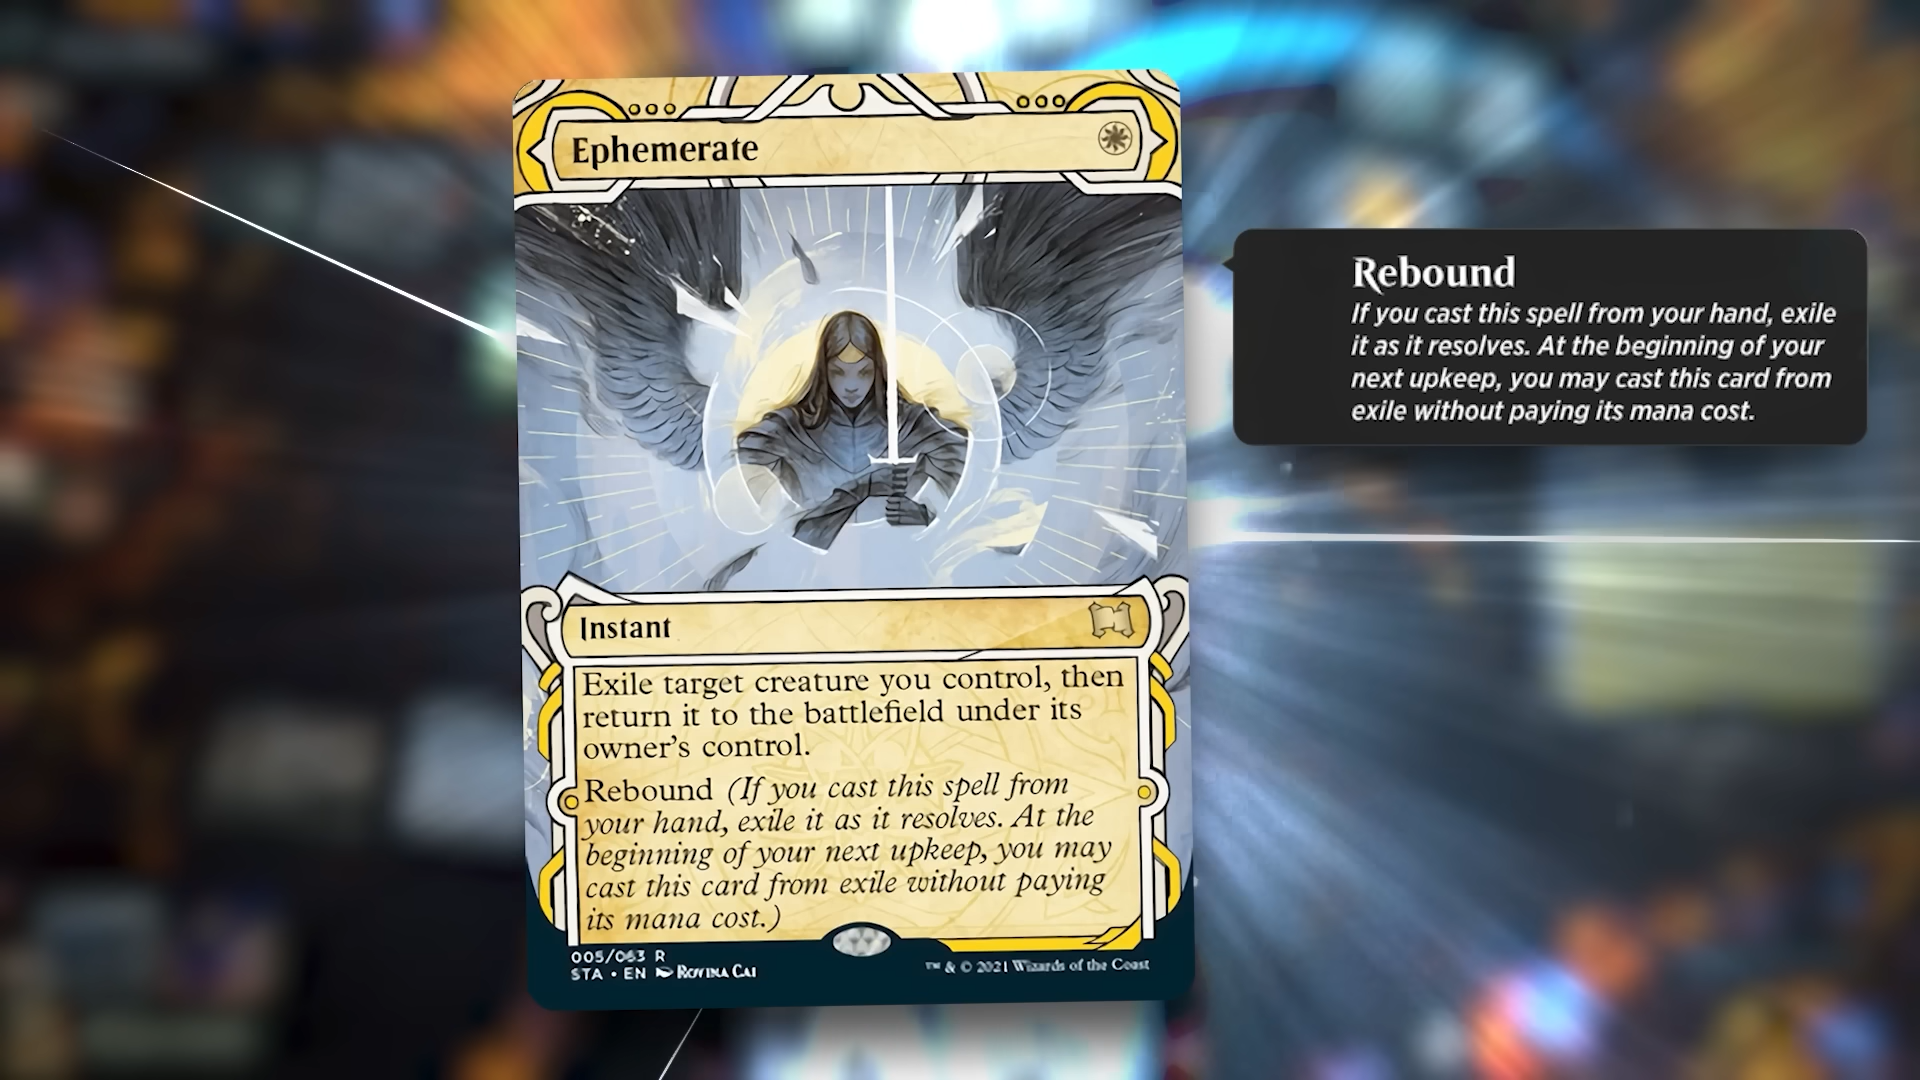 Ephemerate
Instant
Exile target creature you control, then
return it to the battlefield under its
owner's control.
Rebound (If you cast this spell from
your hand, exile it as it resolves. At the
beginning of your next upkeep, you may
cast this card from exile without paying
its mana cost.)
005/063 R
STA • EN Rovina Cai
™ & © 2021 Wizards of the Coast
Rebound
If you cast this spell from your hand, exile
it as it resolves. At the beginning of your
next upkeep, you may cast this card from
exile without paying its mana cost.